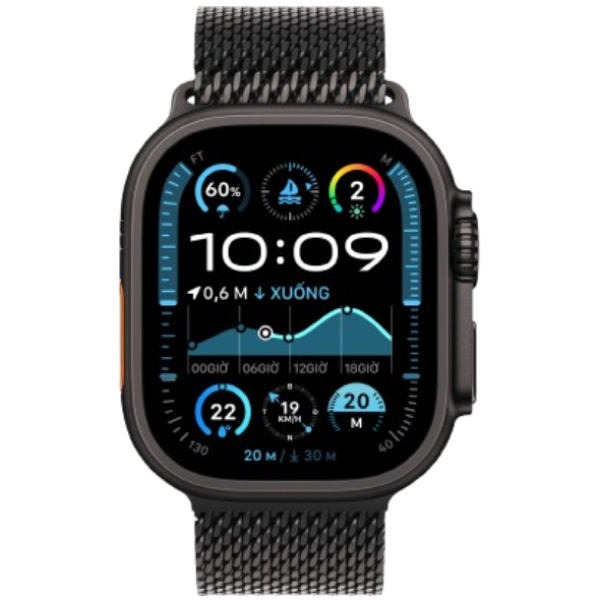 FT M
60% 2
10:09
0,6 M ↓ XUỐNG
00GIỜ 06GIỜ 12GIỜ 18GIỜ
22 19 KM/H 20 M
B Đ N T
130 40
20 M / ↓ 30 M